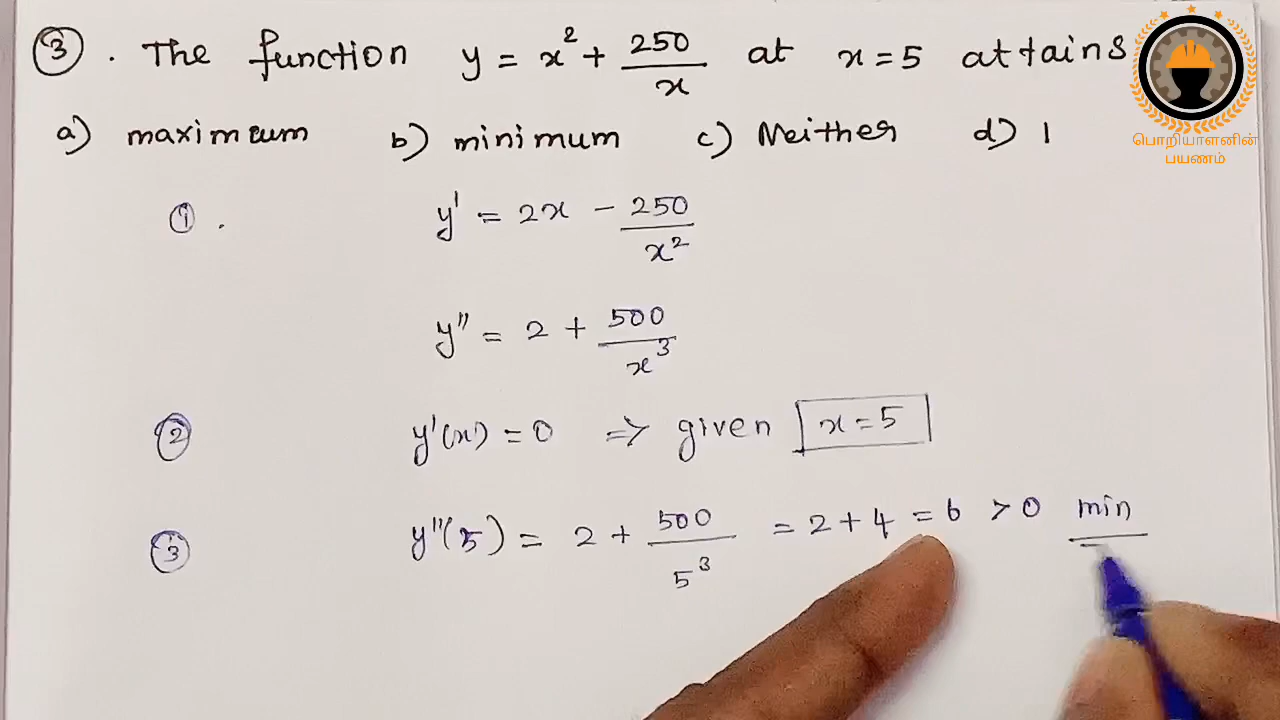 3 . The function y = x² + 250/x at x = 5 attains
a) maximum b) minimum c) Neither d) 1
1 . y' = 2x - 250/x²
y'' = 2 + 500/x³
2 y'(x) = 0 ⇒ given x = 5
3 y''(5) = 2 + 500/5³ = 2 + 4 = 6 > 0 min
பொறியாளனின்
பயணம்